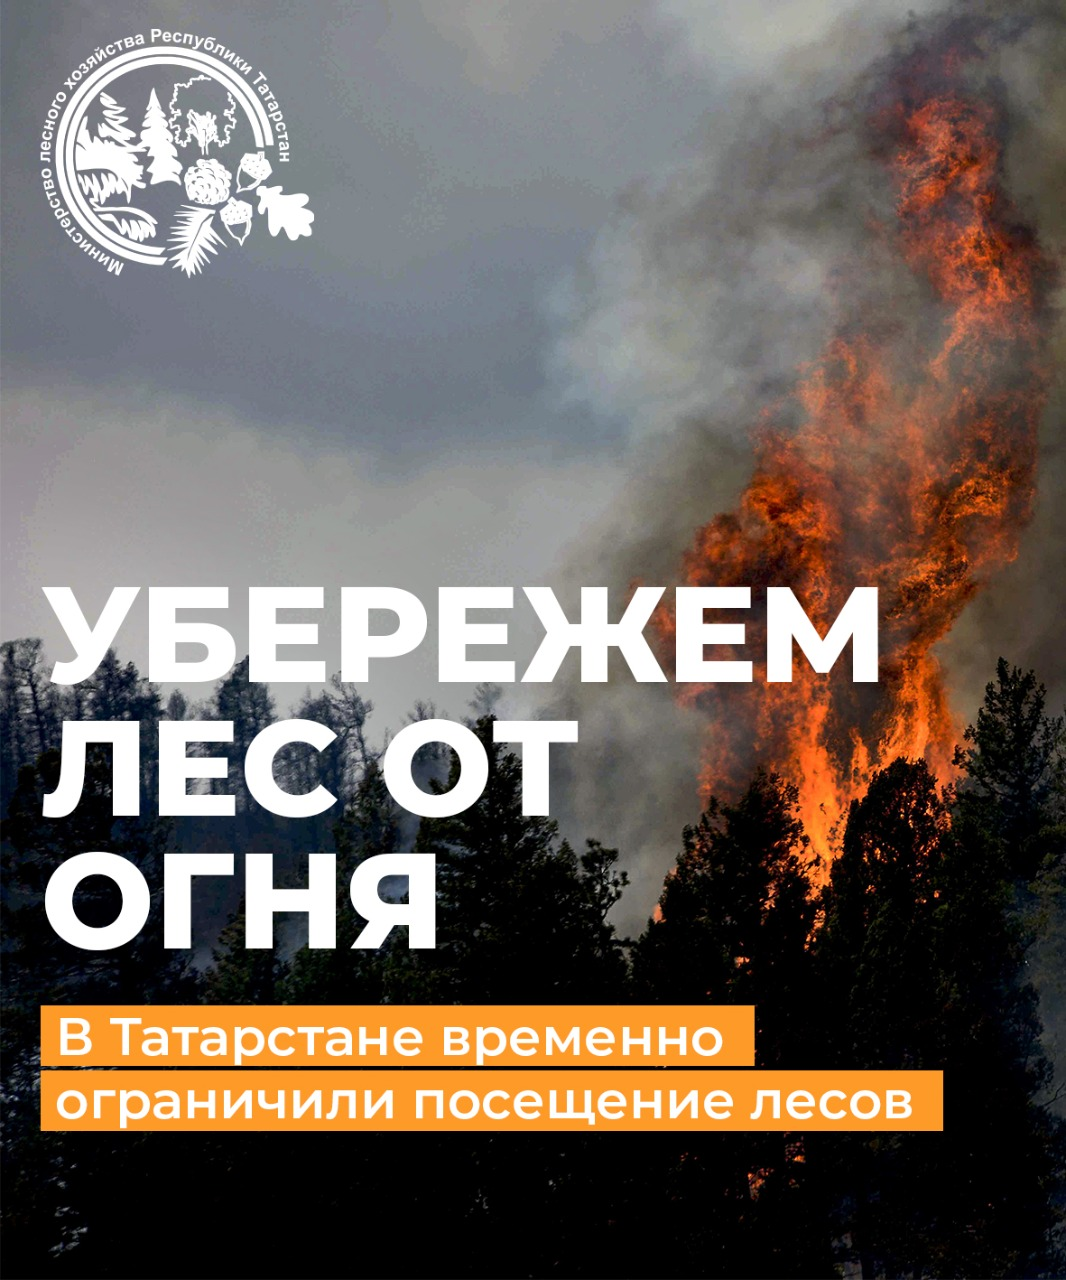 Министерство лесного хозяйства Республики Татарстан
УБЕРЕЖЕМ
ЛЕС ОТ
ОГНЯ
В Татарстане временно
ограничили посещение лесов